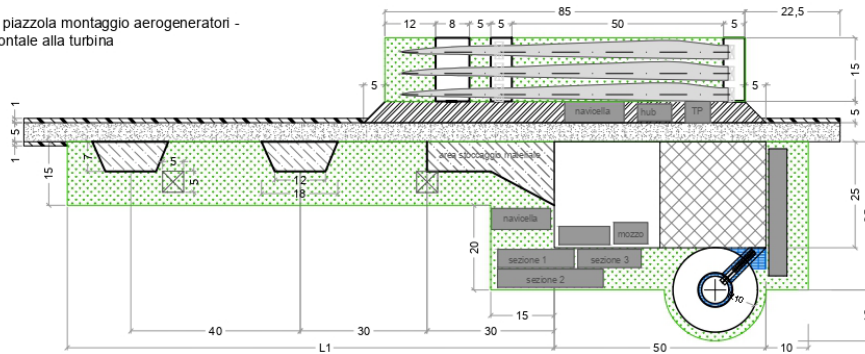 piazzola montaggio aerogeneratori -
ontale alla turbina
85
22,5
12
8
5
5
50
5
15
5
5
1
5
1
5
navicella
hub
TP
7
5
5
12
18
15
area stoccaggio materiale
25
navicella
mozzo
20
sezione 1
sezione 3
sezione 2
10
15
40
30
30
L1
50
10